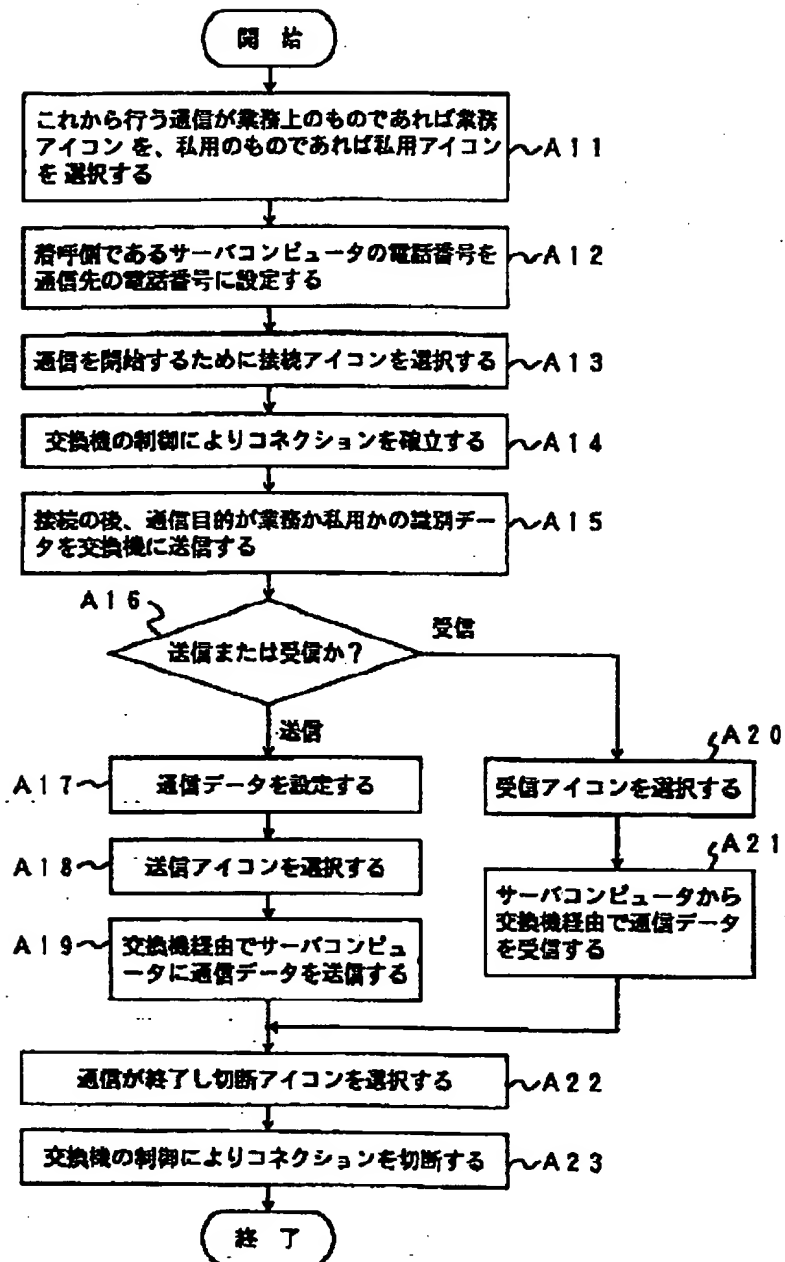 開 始
これから行う通信が業務上のものであれば業務
アイコン を、私用のものであれば私用アイコン
を 選択する
A11
着呼側であるサーバコンピュータの電話番号を
通信先の電話番号に設定する
A12
通信を開始するために接続アイコンを選択する
A13
交換機の制御によりコネクションを確立する
A14
接続の後、通信目的が業務か私用かの識別デー
タを交換機に送信する
A15
A16
送信または受信か?
受信
送信
A17
通信データを設定する
A18
送信アイコンを選択する
A19
交換機経由でサーバコンピュ
ータに通信データを送信する
A20
受信アイコンを選択する
A21
サーバコンピュータから
交換機経由で通信データ
を受信する
通信が終了し切断アイコンを選択する
A22
交換機の制御によりコネクションを切断する
A23
終 了